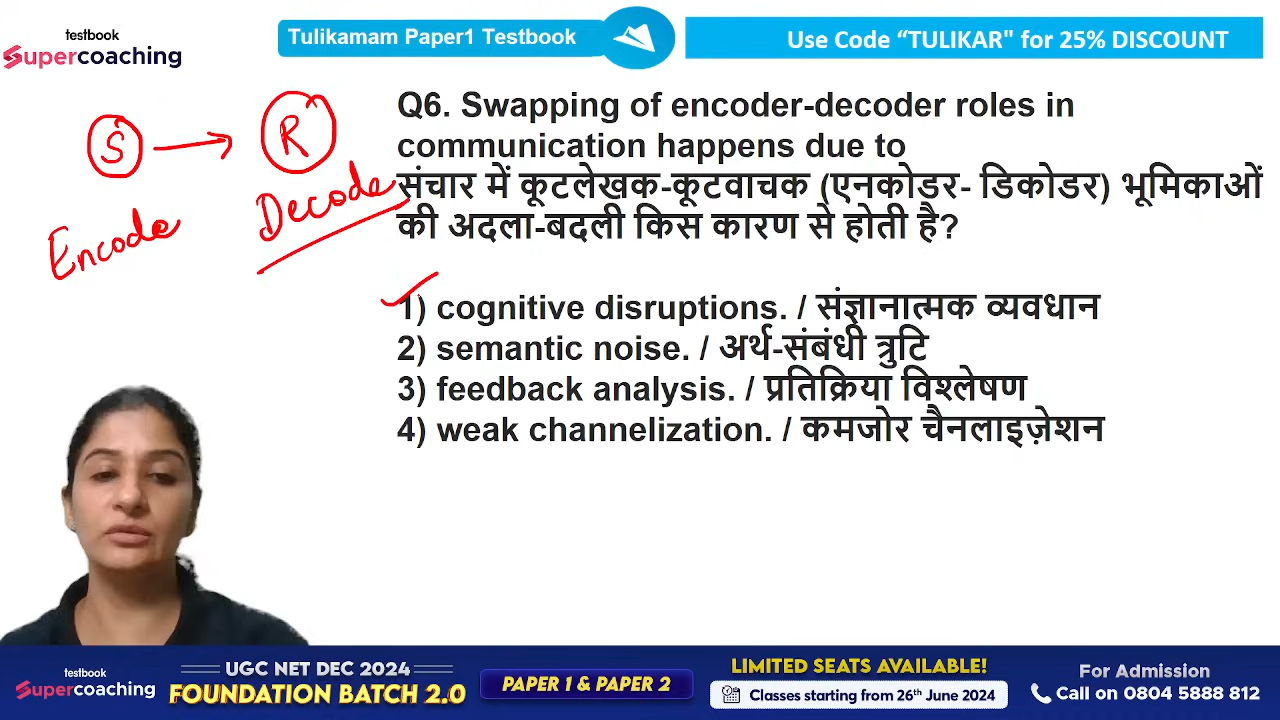 testbook
Supercoaching
Tulikamam Paper1 Testbook
Use Code “TULIKAR" for 25% DISCOUNT
S
R
Encode
Decode
Q6. Swapping of encoder-decoder roles in
communication happens due to
संचार में कूटलेखक-कूटवाचक (एनकोडर- डिकोडर) भूमिकाओं
की अदला-बदली किस कारण से होती है?
1) cognitive disruptions. / संज्ञानात्मक व्यवधान
2) semantic noise. / अर्थ-संबंधी त्रुटि
3) feedback analysis. / प्रतिक्रिया विश्लेषण
4) weak channelization. / कमजोर चैनलाइज़ेशन
testbook
Supercoaching
UGC NET DEC 2024
FOUNDATION BATCH 2.0
PAPER 1 & PAPER 2
LIMITED SEATS AVAILABLE!
Classes starting from 26th June 2024
For Admission
Call on 0804 5888 812